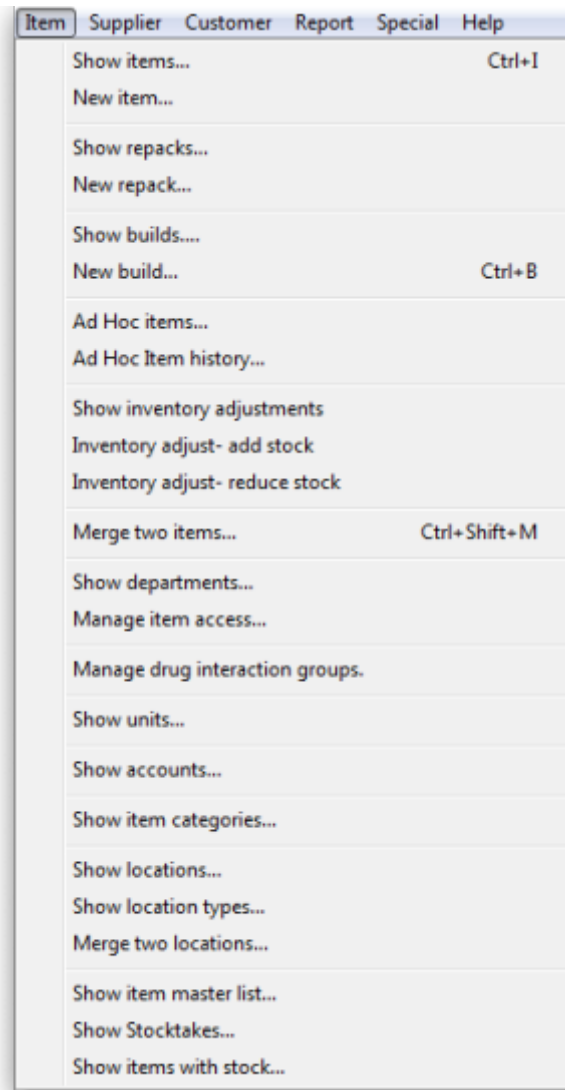 Item Supplier Customer Report Special Help
Show items... Ctrl+I
New item...
Show repacks...
New repack...
Show builds....
New build... Ctrl+B
Ad Hoc items...
Ad Hoc Item history...
Show inventory adjustments
Inventory adjust- add stock
Inventory adjust- reduce stock
Merge two items... Ctrl+Shift+M
Show departments...
Manage item access...
Manage drug interaction groups.
Show units...
Show accounts...
Show item categories...
Show locations...
Show location types...
Merge two locations...
Show item master list...
Show Stocktakes...
Show items with stock...